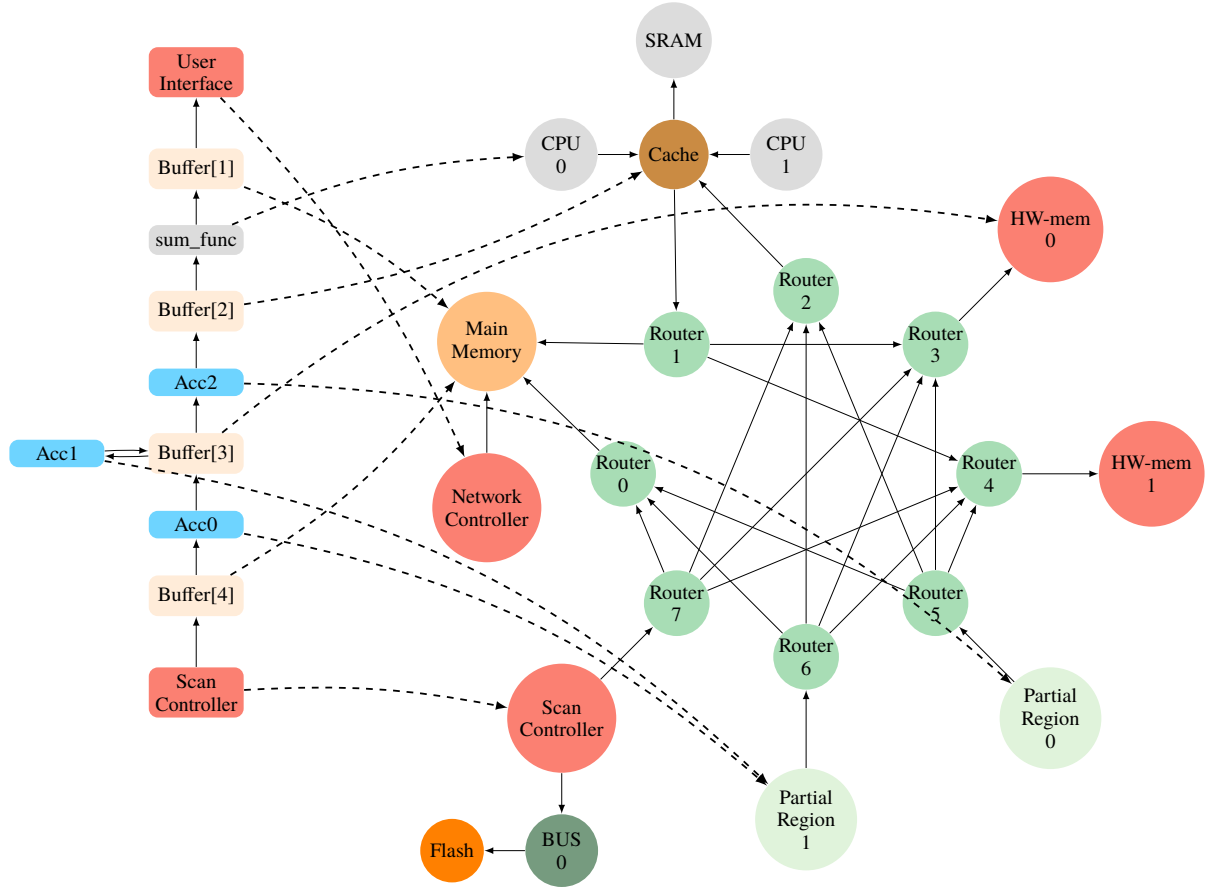 User
Interface
Buffer[1]
sum_func
Buffer[2]
Acc2
Buffer[3]
Acc1
Acc0
Buffer[4]
Scan
Controller
SRAM
CPU
0
Cache
CPU
1
HW-mem
0
Router
2
Main
Memory
Router
1
Router
3
Network
Controller
Router
0
Router
4
HW-mem
1
Router
7
Router
5
Router
6
Scan
Controller
Partial
Region
0
Partial
Region
1
Flash
BUS
0